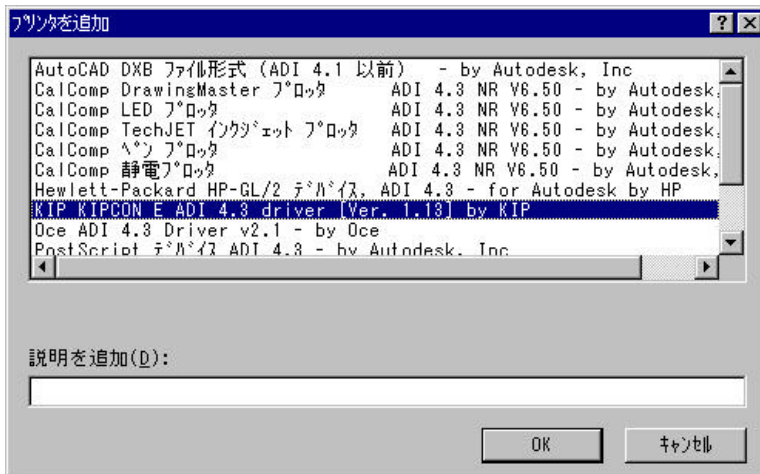 プリンタを追加
AutoCAD DXB ファイル形式 (ADI 4.1 以前) - by Autodesk, Inc
CalComp DrawingMaster プロッタ ADI 4.3 NR V6.50 - by Autodesk,
CalComp LED プロッタ ADI 4.3 NR V6.50 - by Autodesk,
CalComp TechJET インクジェット プロッタ ADI 4.3 NR V6.50 - by Autodesk,
CalComp ペン プロッタ ADI 4.3 NR V6.50 - by Autodesk,
CalComp 静電プロッタ ADI 4.3 NR V6.50 - by Autodesk,
Hewlett-Packard HP-GL/2 デバイス, ADI 4.3 - for Autodesk by HP
KIP KIPCON E ADI 4.3 driver [Ver. 1.13] by KIP
Oce ADI 4.3 Driver v2.1 - by Oce
PostScript デバイス ADI 4.3 - by Autodesk, Inc
説明を追加(D):
OK キャンセル